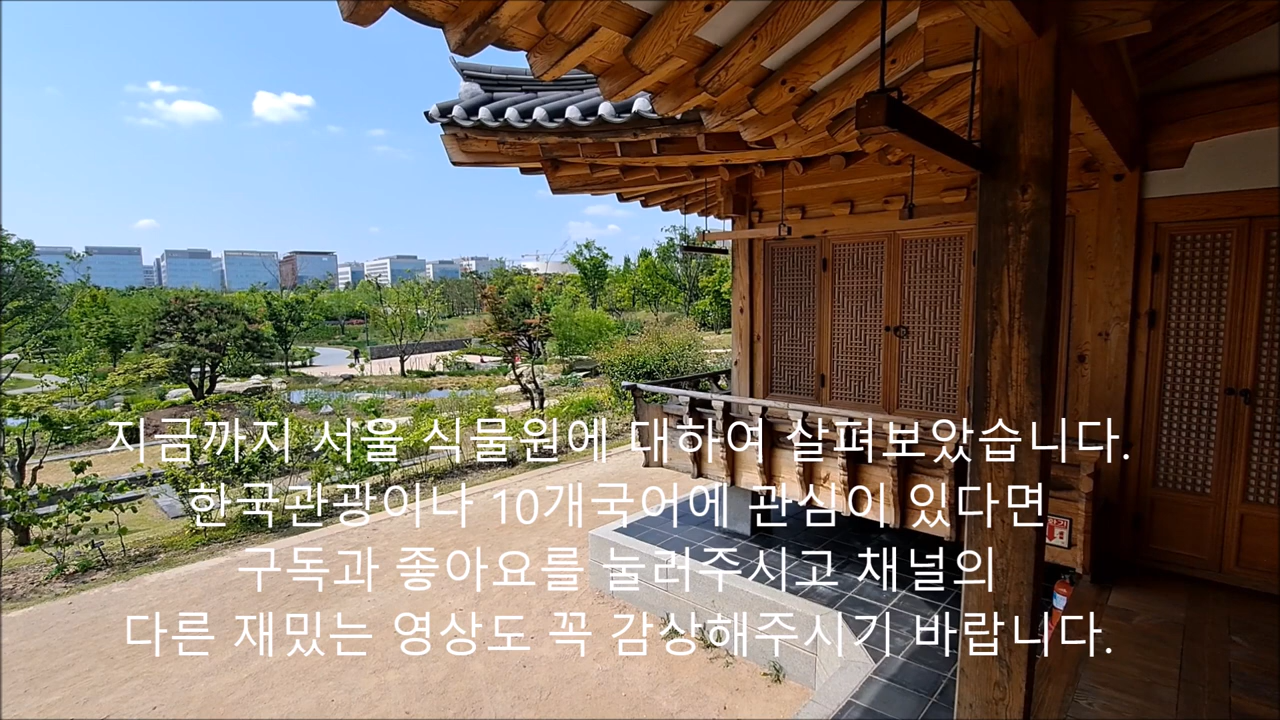 지금까지 서울 식물원에 대하여 살펴보았습니다.
한국관광이나 10개국어에 관심이 있다면
구독과 좋아요를 눌러주시고 채널의
다른 재밌는 영상도 꼭 감상해주시기 바랍니다.